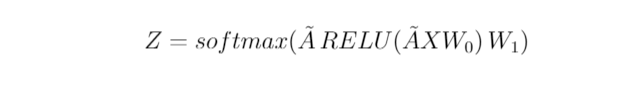 Z = softmax(Ã RELU(ÃXW₀) W₁)